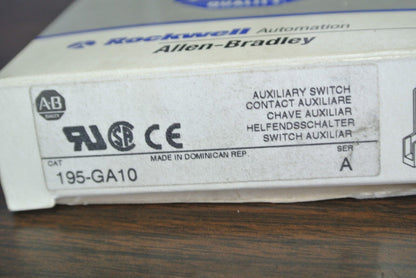 QUALITY
Rockwell Automation
Allen-Bradley
AB
AUXILIARY SWITCH
CONTACT AUXILIARE
CHAVE AUXILIAR
HELFENDSSCHALTER
SWITCH AUXILIAR
CAT
MADE IN DOMINICAN REP.
SER
195-GA10
A